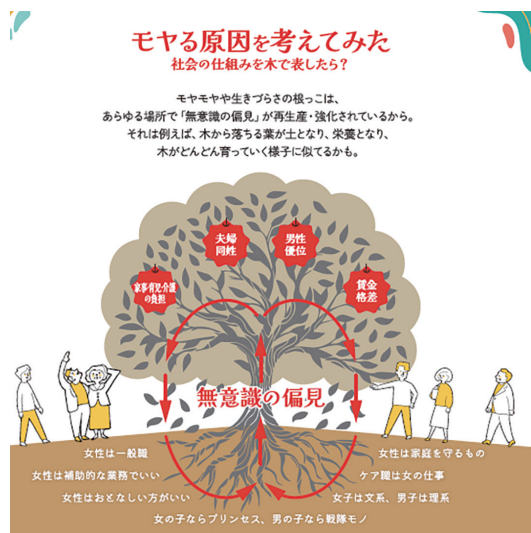 モヤる原因を考えてみた
社会の仕組みを木で表したら？
モヤモヤや生きづらさの根っこは、
あらゆる場所で「無意識の偏見」が再生産・強化されているから。
それは例えば、木から落ちる葉が土となり、栄養となり、
木がどんどん育っていく様子に似てるかも。
夫婦
同姓
男性
優位
家事育児介護
の負担
賃金
格差
無意識の偏見
女性は一般職
女性は家庭を守るもの
女性は補助的な業務でいい
ケア職は女の仕事
女性はおとなしい方がいい
女子は文系、男子は理系
女の子ならプリンセス、男の子なら戦隊モノ